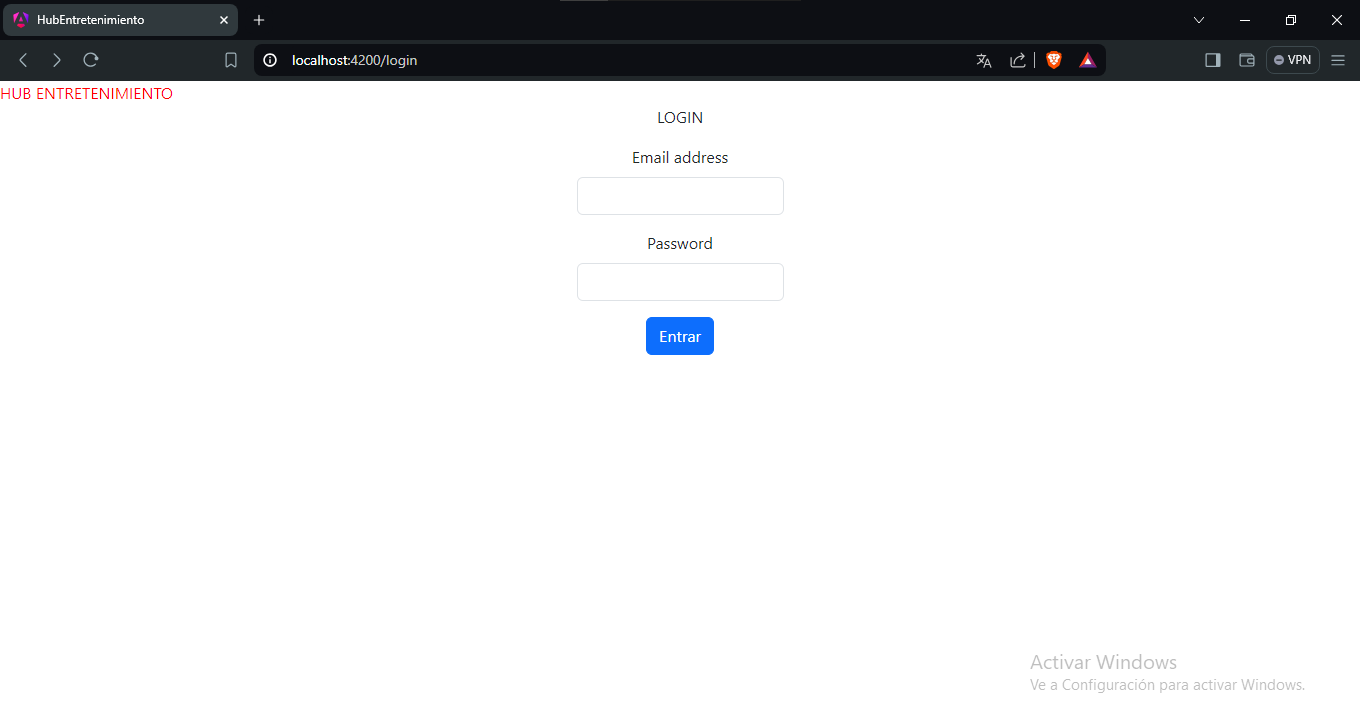 HubEntretenimiento
localhost:4200/login
VPN
HUB ENTRETENIMIENTO
LOGIN
Email address
Password
Entrar
Activar Windows
Ve a Configuración para activar Windows.